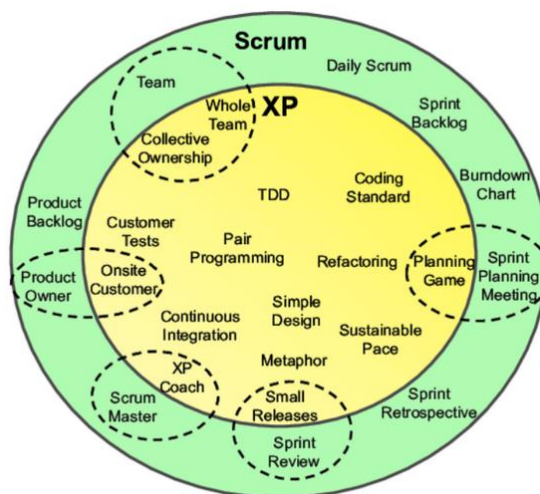 Scrum
Team
Daily Scrum
Whole
Team
XP
Sprint
Backlog
Collective
Ownership
TDD
Coding
Standard
Burndown
Chart
Product
Backlog
Customer
Tests
Pair
Programming
Refactoring
Planning
Game
Sprint
Planning
Meeting
Product
Owner
Onsite
Customer
Continuous
Integration
Simple
Design
Sustainable
Pace
Metaphor
XP
Coach
Scrum
Master
Small
Releases
Sprint
Retrospective
Sprint
Review